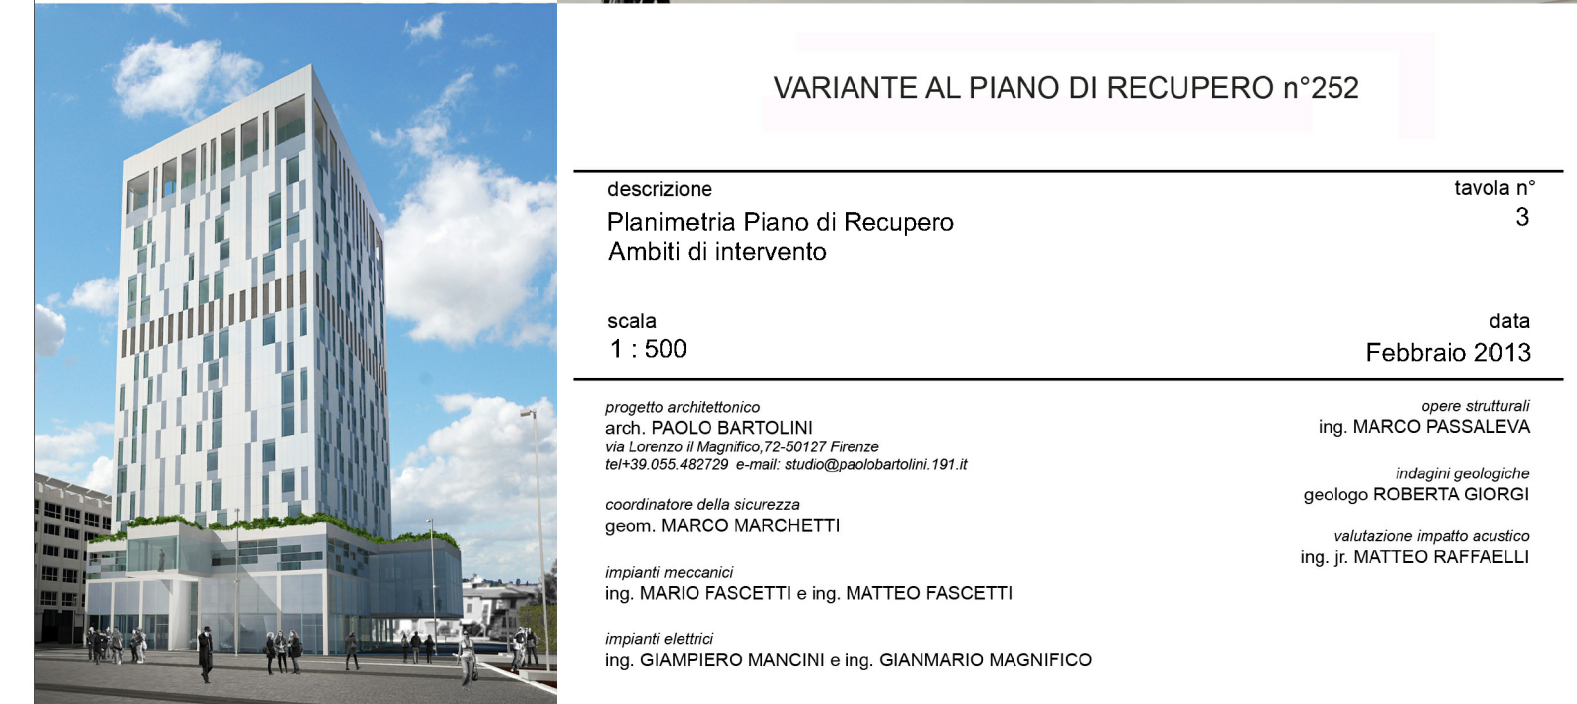 VARIANTE AL PIANO DI RECUPERO n°252
descrizione
Planimetria Piano di Recupero
Ambiti di intervento
tavola n°
3
scala
1 : 500
data
Febbraio 2013
progetto architettonico
arch. PAOLO BARTOLINI
via Lorenzo il Magnifico,72-50127 Firenze
tel+39.055.482729 e-mail: studio@paolobartolini.191.it
coordinatore della sicurezza
geom. MARCO MARCHETTI
impianti meccanici
ing. MARIO FASCETTI e ing. MATTEO FASCETTI
impianti elettrici
ing. GIAMPIERO MANCINI e ing. GIANMARIO MAGNIFICO
opere strutturali
ing. MARCO PASSALEVA
indagini geologiche
geologo ROBERTA GIORGI
valutazione impatto acustico
ing. jr. MATTEO RAFFAELLI